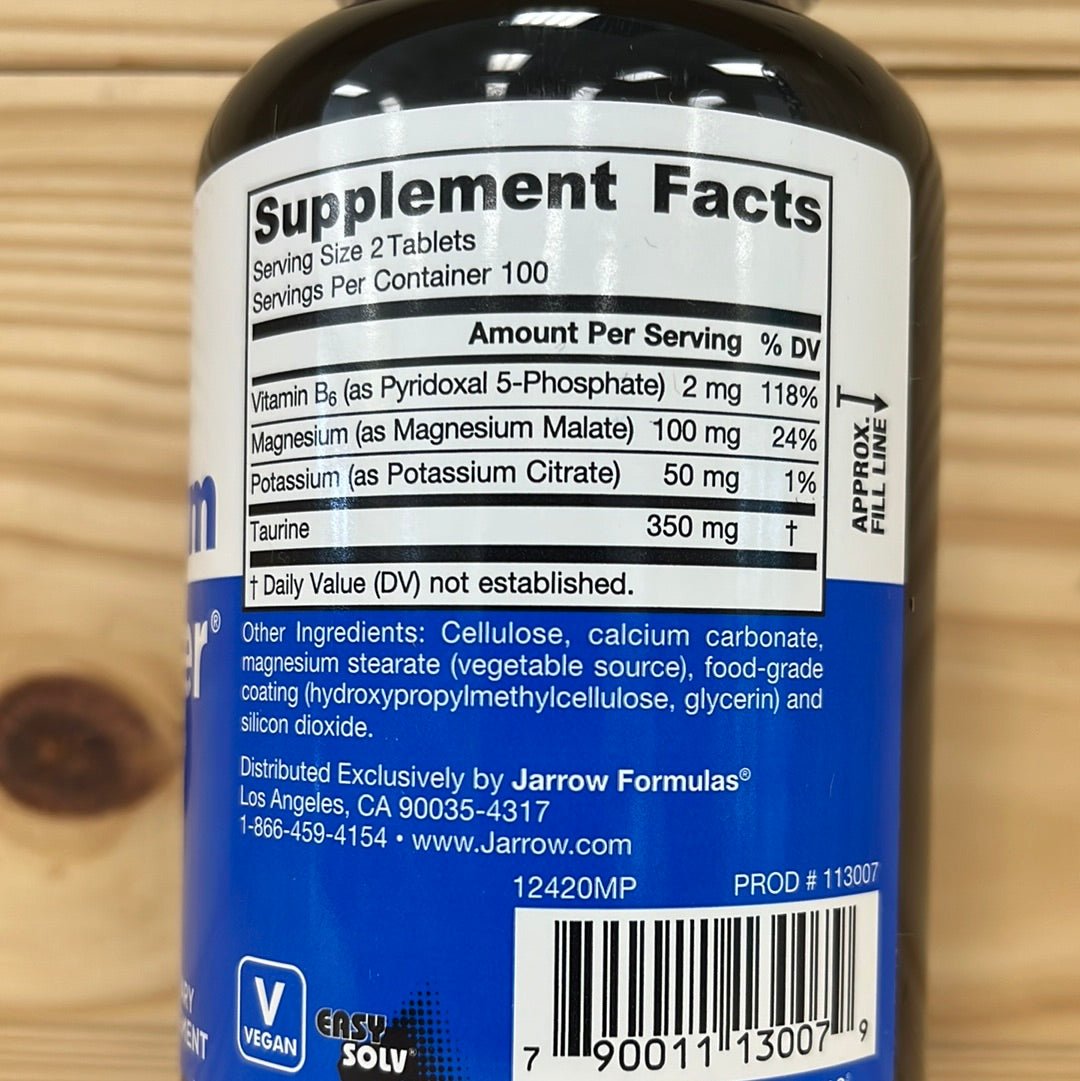 Supplement Facts
Serving Size 2 Tablets
Servings Per Container 100
Amount Per Serving % DV
Vitamin B6 (as Pyridoxal 5-Phosphate) 2 mg 118%
Magnesium (as Magnesium Malate) 100 mg 24%
Potassium (as Potassium Citrate) 50 mg 1%
Taurine 350 mg †
† Daily Value (DV) not established.
APPROX.
FILL LINE
Other Ingredients: Cellulose, calcium carbonate,
magnesium stearate (vegetable source), food-grade
coating (hydroxypropylmethylcellulose, glycerin) and
silicon dioxide.
Distributed Exclusively by Jarrow Formulas®
Los Angeles, CA 90035-4317
1-866-459-4154 • www.Jarrow.com
12420MP PROD # 113007
V
VEGAN
EASY
SOLV®
7 90011 13007 9